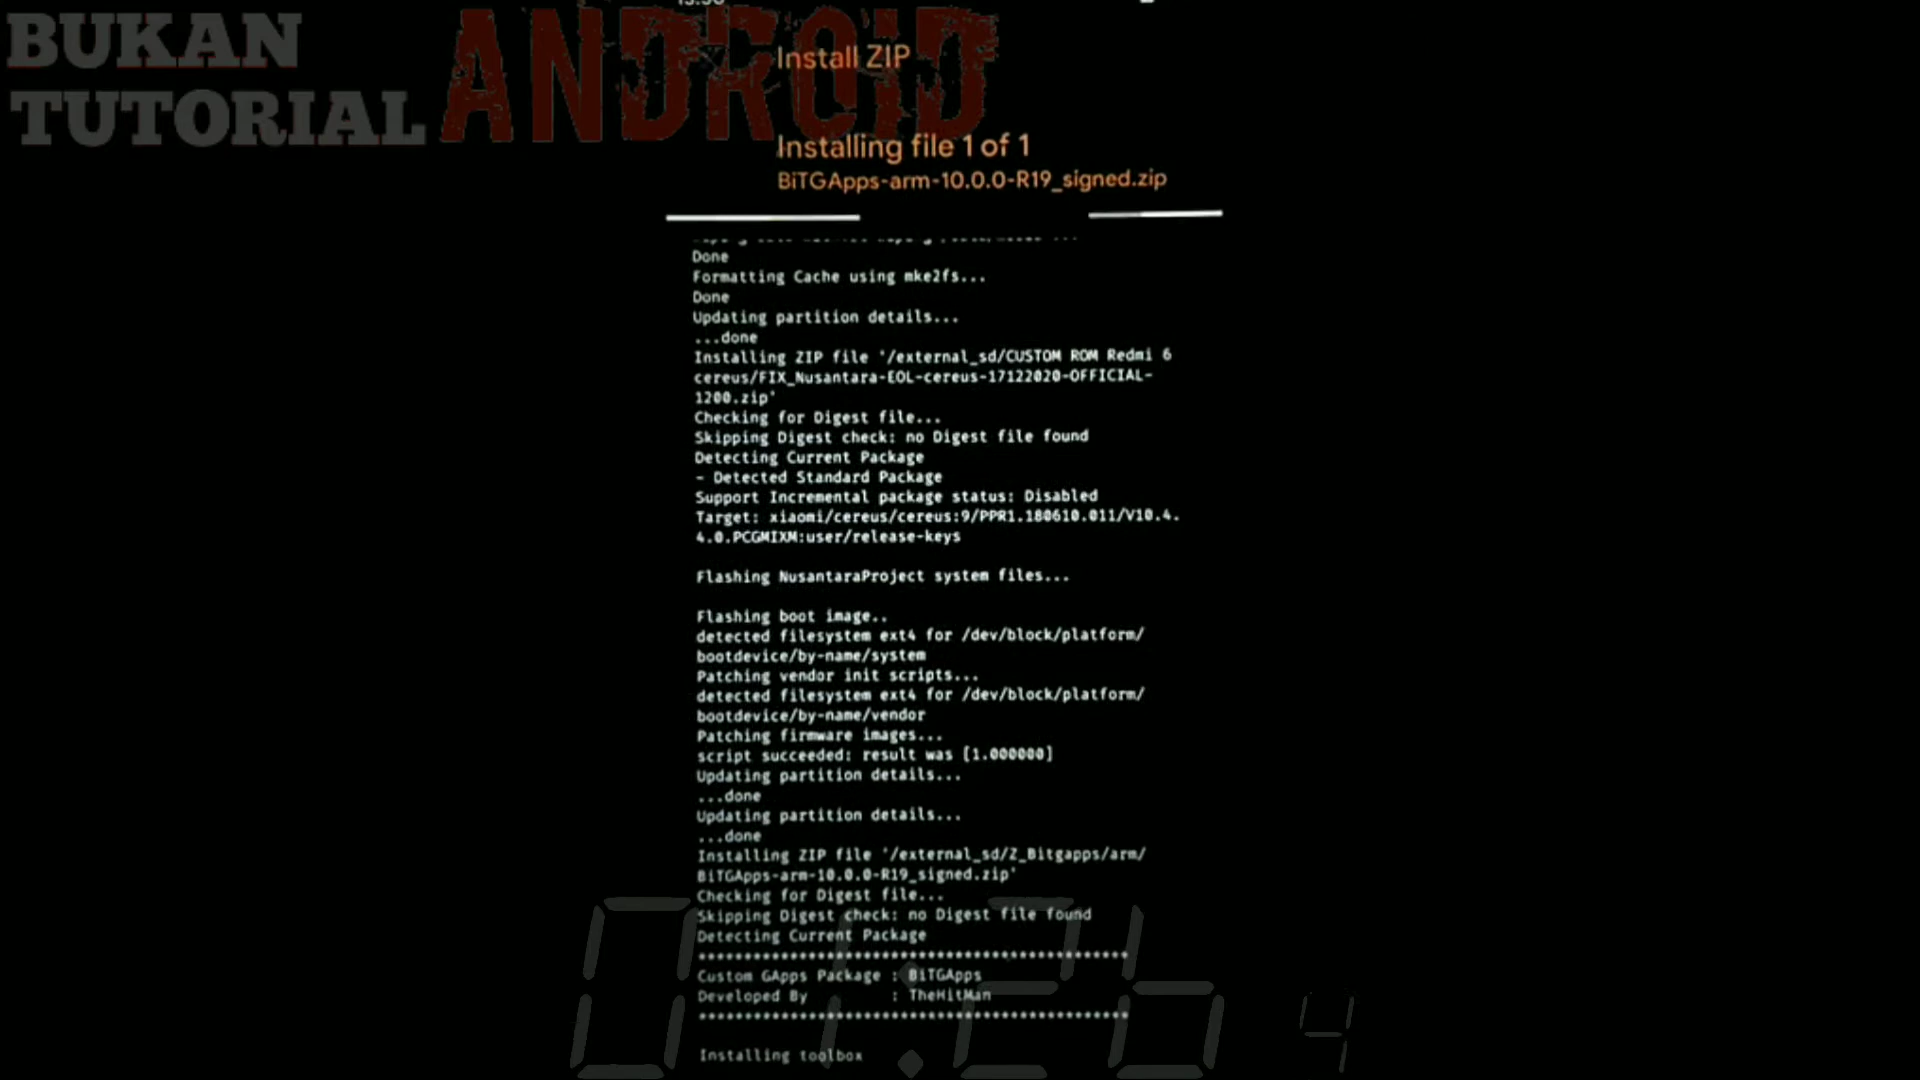 BUKAN
TUTORIAL
ANDROID
Install ZIP
Installing file 1 of 1
BiTGApps-arm-10.0.0-R19_signed.zip
Done
Formatting Cache using mke2fs...
Done
Updating partition details...
...done
Installing ZIP file '/external_sd/CUSTOM ROM Redmi 6
cereus/FIX_Nusantara-EOL-cereus-17122020-OFFICIAL-
1200.zip'
Checking for Digest file...
Skipping Digest check: no Digest file found
Detecting Current Package
- Detected Standard Package
Support Incremental package status: Disabled
Target: xiaomi/cereus/cereus:9/PPR1.180610.011/V10.4.
4.0.PCGMIXM:user/release-keys
Flashing NusantaraProject system files...
Flashing boot image..
detected filesystem ext4 for /dev/block/platform/
bootdevice/by-name/system
Patching vendor init scripts...
detected filesystem ext4 for /dev/block/platform/
bootdevice/by-name/vendor
Patching firmware images...
script succeeded: result was [1.000000]
Updating partition details...
...done
Updating partition details...
...done
Installing ZIP file '/external_sd/Z_Bitgapps/arm/
BiTGApps-arm-10.0.0-R19_signed.zip'
Checking for Digest file...
Skipping Digest check: no Digest file found
Detecting Current Package
***********************************************
Custom GApps Package : BiTGApps
Developed By : TheHitMan
***********************************************
Installing toolbox
01:26 4